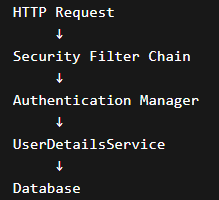 HTTP Request
↓
Security Filter Chain
↓
Authentication Manager
↓
UserDetailsService
↓
Database